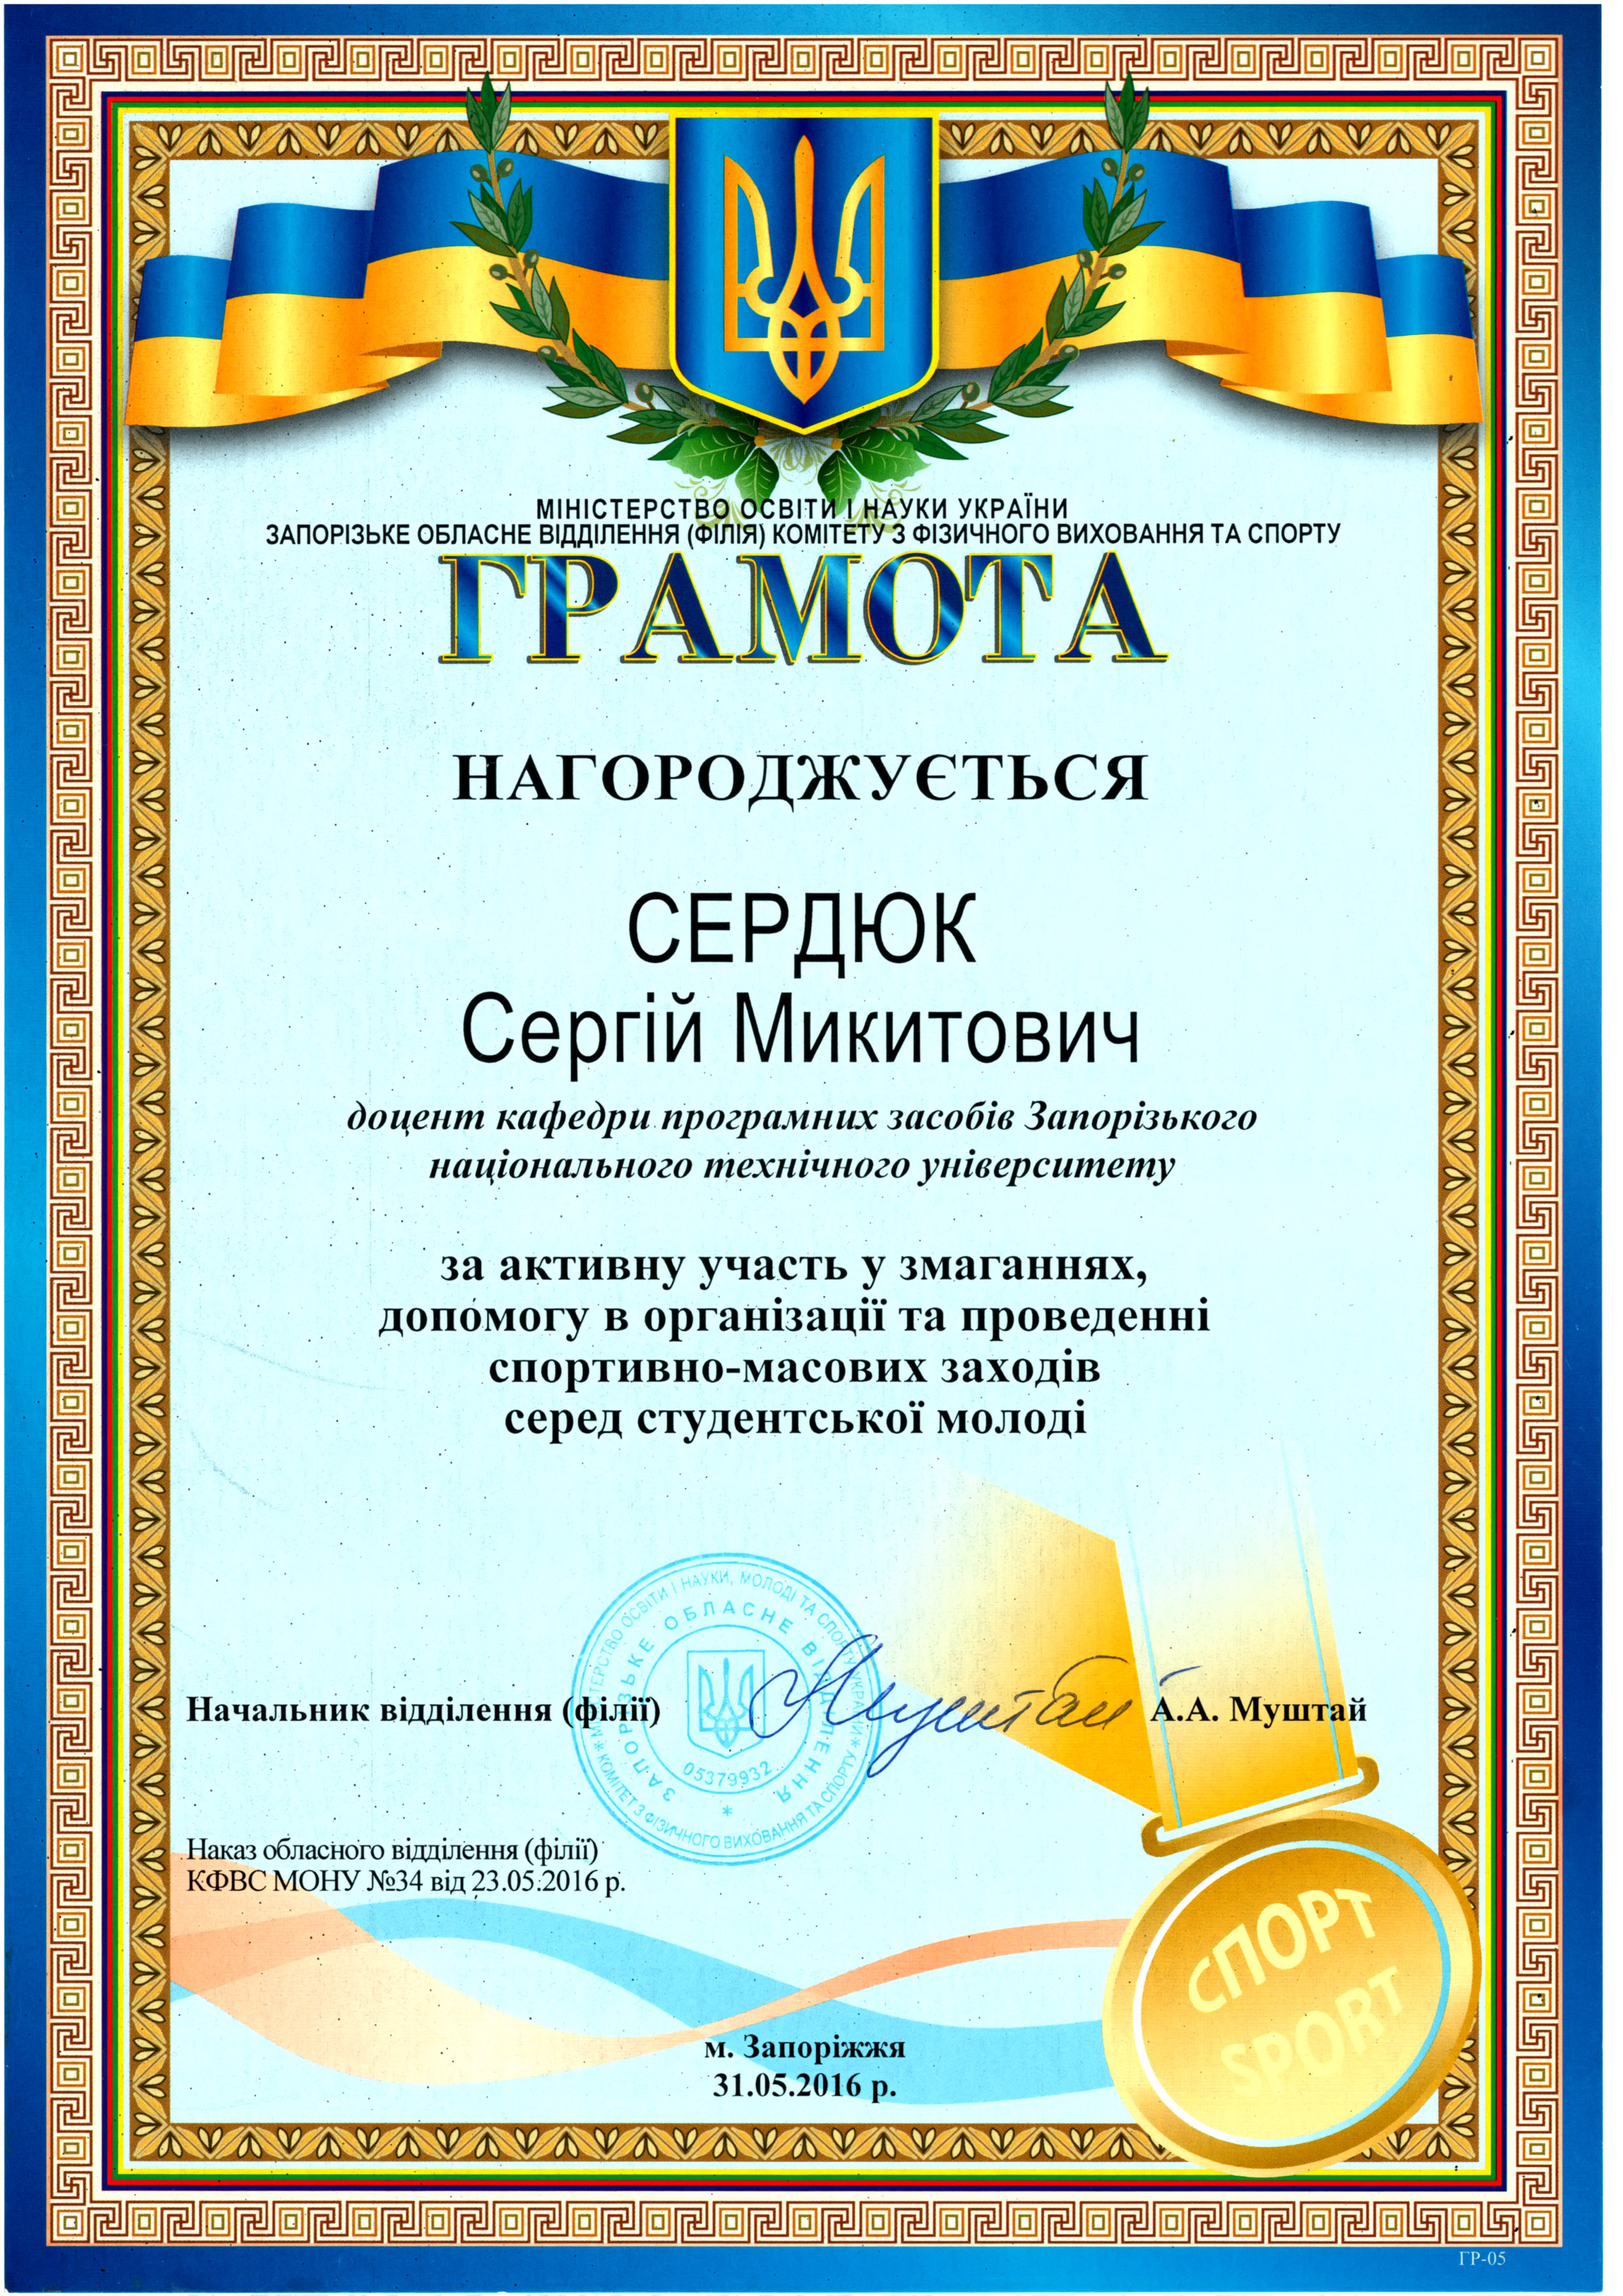 МІНІСТЕРСТВО ОСВІТИ І НАУКИ УКРАЇНИ
ЗАПОРІЗЬКЕ ОБЛАСНЕ ВІДДІЛЕННЯ (ФІЛІЯ) КОМІТЕТУ З ФІЗИЧНОГО ВИХОВАННЯ ТА СПОРТУ
ГРАМОТА
НАГОРОДЖУЄТЬСЯ
СЕРДЮК
Сергій Микитович
доцент кафедри програмних засобів Запорізького
національного технічного університету
за активну участь у змаганнях,
допомогу в організації та проведенні
спортивно-масових заходів
серед студентської молоді
МІНІСТЕРСТВО ОСВІТИ І НАУКИ, МОЛОДІ ТА СПОРТУ УКРАЇНИ
* КОМІТЕТ З ФІЗИЧНОГО ВИХОВАННЯ ТА СПОРТУ *
ЗАПОРІЗЬКЕ ОБЛАСНЕ ВІДДІЛЕННЯ *
05379932
Начальник відділення (філії) Муштай А.А. Муштай
Наказ обласного відділення (філії)
КФВС МОНУ №34 від 23.05.2016 р.
СПОРТ
SPORT
м. Запоріжжя
31.05.2016 р.
ГР-05